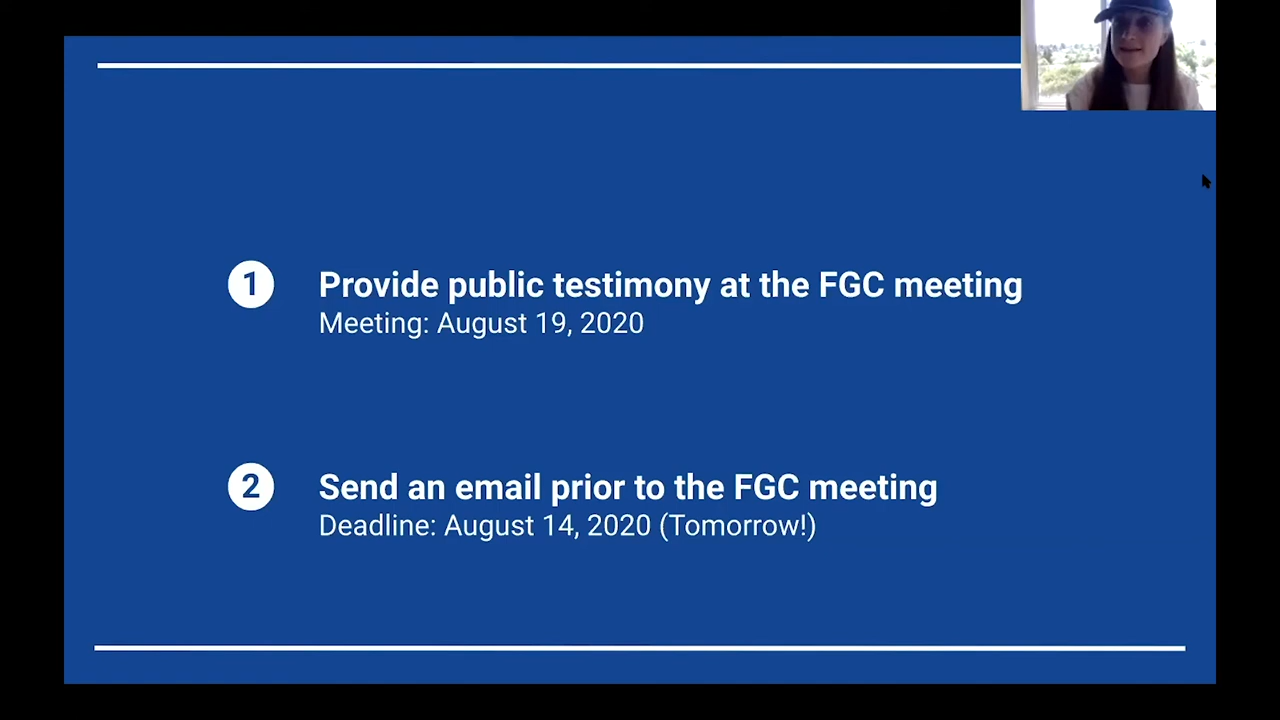 1 Provide public testimony at the FGC meeting
Meeting: August 19, 2020
2 Send an email prior to the FGC meeting
Deadline: August 14, 2020 (Tomorrow!)